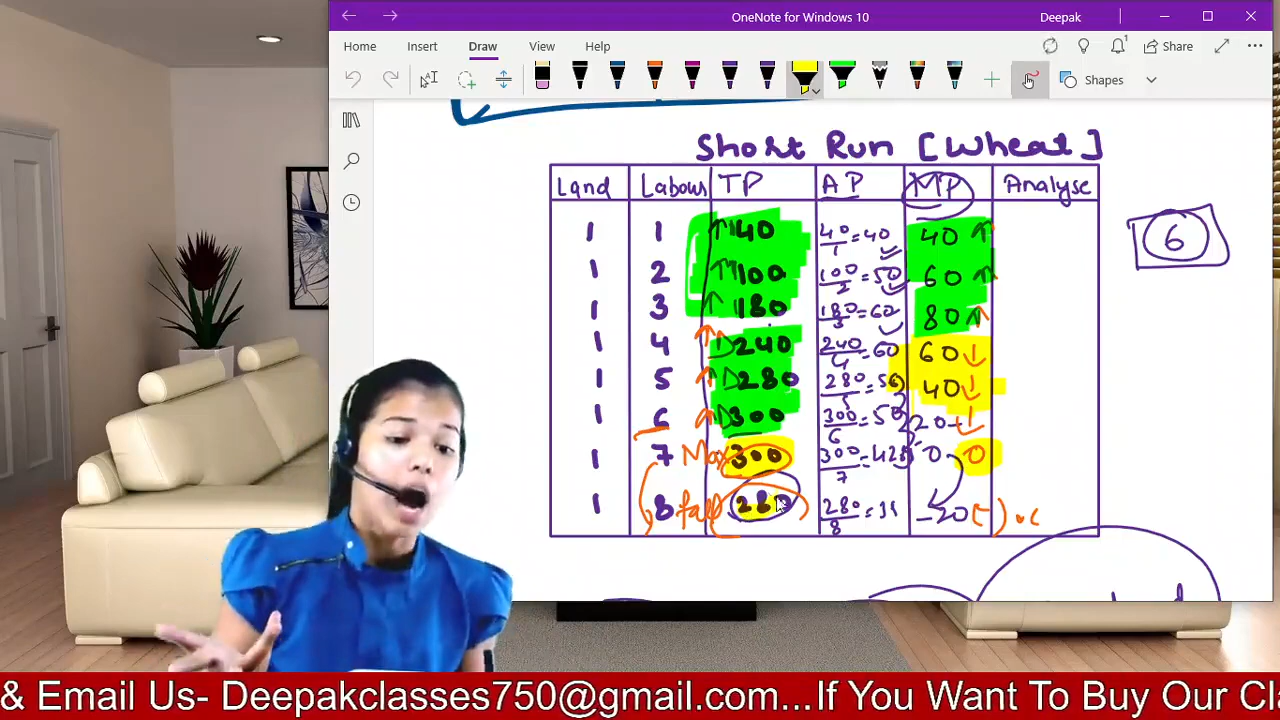 OneNote for Windows 10
Deepak
Home Insert Draw View Help
Share
Shapes
Short Run [Wheat]
Land Labour TP AP MP Analyse
1 1 ↑40 40/1 = 40 40 ↑
1 2 ↑100 100/2 = 50 60 ↑
1 3 ↑180 180/3 = 60 80 ↑
1 4 ↑D240 240/4 = 60 60 ↓
1 5 ↑D280 280/5 = 56 40 ↓
1 6 ↑D300 300/6 = 50 20 ↓
1 7 Max 300 300/7 = 42 0 0
1 8 fall 280 280/8 = 35 -20 (-)
6
& Email Us- Deepakclasses750@gmail.com...If You Want To Buy Our Cl